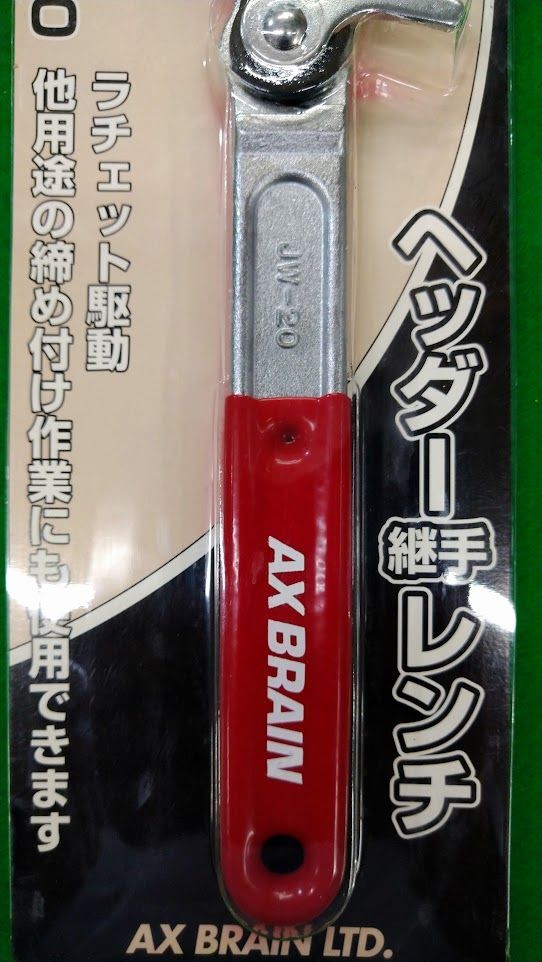 ヘッダー継手レンチ
ラチェット駆動
他用途の締め付け作業にも使用できます
JW-20
AX BRAIN
AX BRAIN LTD.